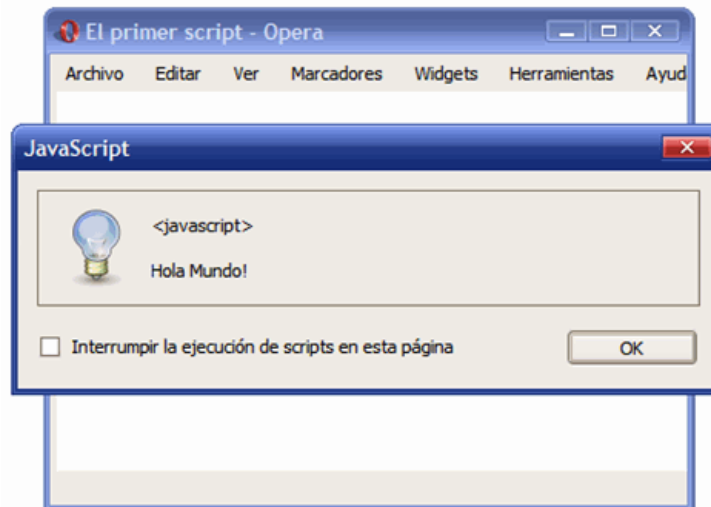 El primer script - Opera
Archivo Editar Ver Marcadores Widgets Herramientas Ayud
JavaScript
<javascript>
Hola Mundo!
Interrumpir la ejecución de scripts en esta página
OK